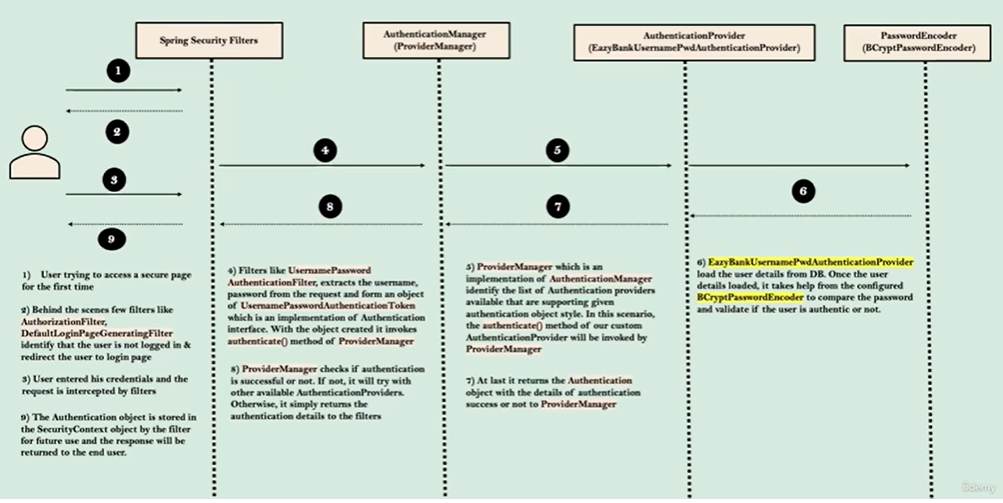 Spring Security Filters
AuthenticationManager
(ProviderManager)
AuthenticationProvider
(EazyBankUsernamePwdAuthenticationProvider)
PasswordEncoder
(BCryptPasswordEncoder)
1
2
3
9
4
8
5
7
6
1) User trying to access a secure page
for the first time
2) Behind the scenes few filters like
AuthorizationFilter,
DefaultLoginPageGeneratingFilter
identify that the user is not logged in &
redirect the user to login page
3) User entered his credentials and the
request is intercepted by filters
9) The Authentication object is stored in
the SecurityContext object by the filter
for future use and the response will be
returned to the end user.
4) Filters like UsernamePassword
AuthenticationFilter, extracts the username,
password from the request and form an object
of UsernamePasswordAuthenticationToken
which is an implementation of Authentication
interface. With the object created it invokes
authenticate() method of ProviderManager
8) ProviderManager checks if authentication
is successful or not. If not, it will try with
other available AuthenticationProviders.
Otherwise, it simply returns the
authentication details to the filters
5) ProviderManager which is an
implementation of AuthenticationManager
identify the list of Authentication providers
available that are supporting given
authentication object style. In this scenario,
the authenticate() method of our custom
AuthenticationProvider will be invoked by
ProviderManager
7) At last it returns the Authentication
object with the details of authentication
success or not to ProviderManager
6) EazyBankUsernamePwdAuthenticationProvider
load the user details from DB. Once the user
details loaded, it takes help from the configured
BCryptPasswordEncoder to compare the password
and validate if the user is authentic or not.
Udemy